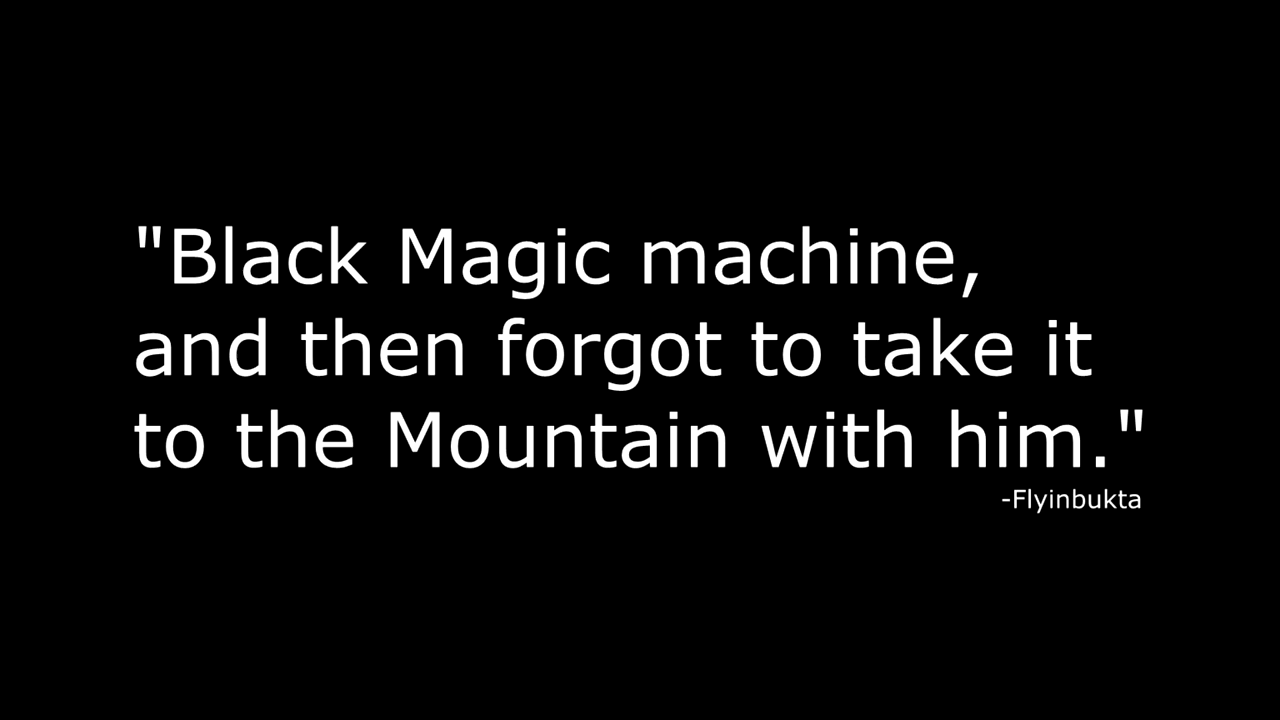 "Black Magic machine,
and then forgot to take it
to the Mountain with him."
-Flyinbukta